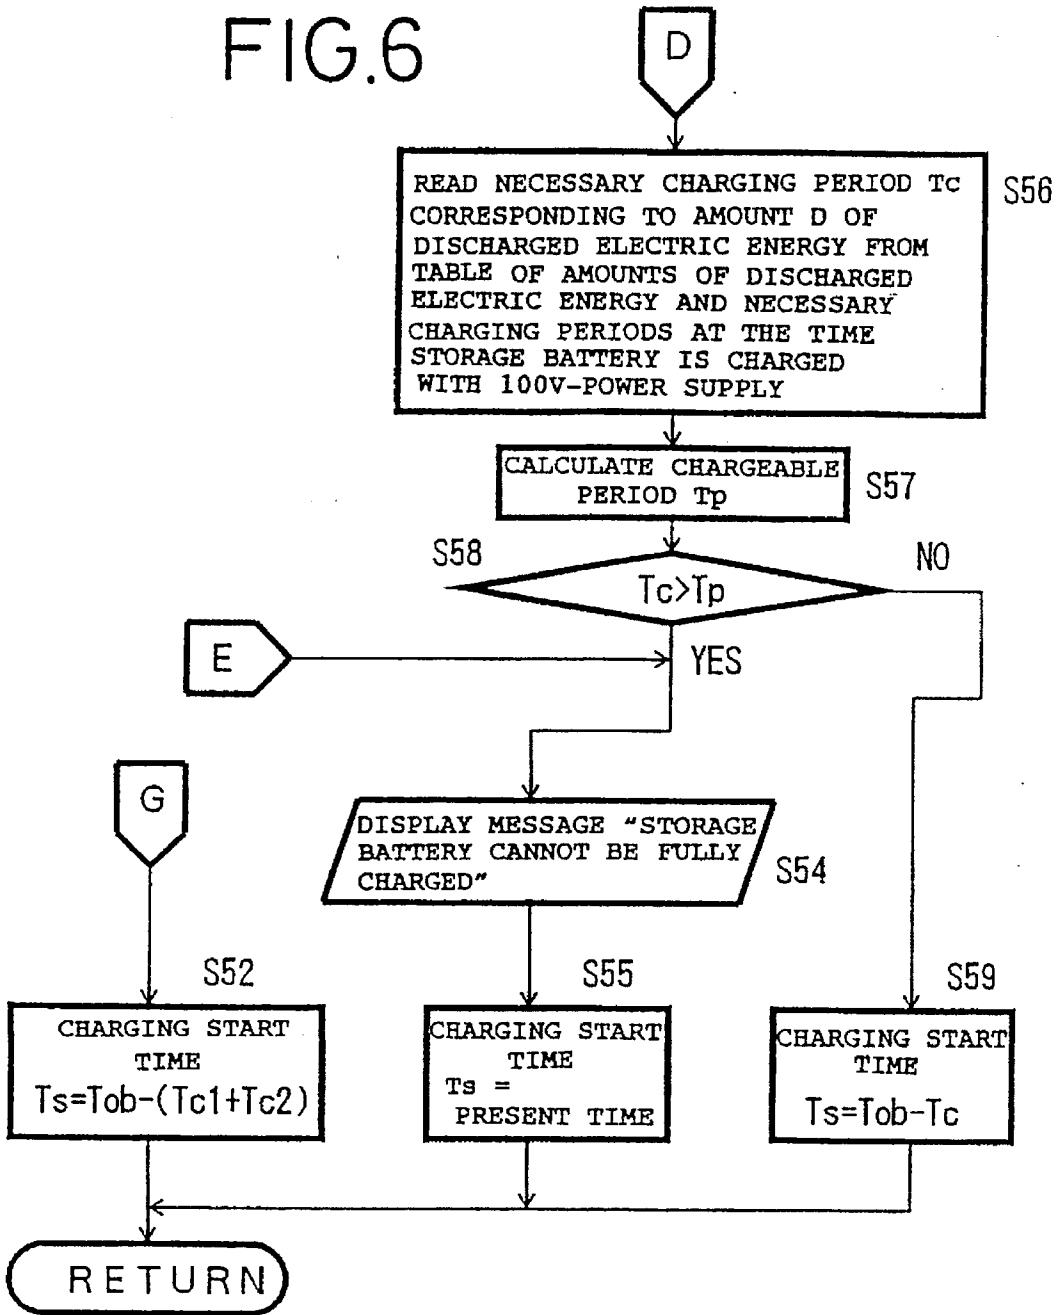 FIG.6
D
READ NECESSARY CHARGING PERIOD Tc
CORRESPONDING TO AMOUNT D OF
DISCHARGED ELECTRIC ENERGY FROM
TABLE OF AMOUNTS OF DISCHARGED
ELECTRIC ENERGY AND NECESSARY
CHARGING PERIODS AT THE TIME
STORAGE BATTERY IS CHARGED
WITH 100V-POWER SUPPLY
S56
CALCULATE CHARGEABLE
PERIOD Tp
S57
S58
Tc>Tp
NO
E
YES
G
DISPLAY MESSAGE "STORAGE
BATTERY CANNOT BE FULLY
CHARGED"
S54
S52
CHARGING START
TIME
Ts=Tob-(Tc1+Tc2)
S55
CHARGING START
TIME
Ts =
PRESENT TIME
S59
CHARGING START
TIME
Ts=Tob-Tc
RETURN